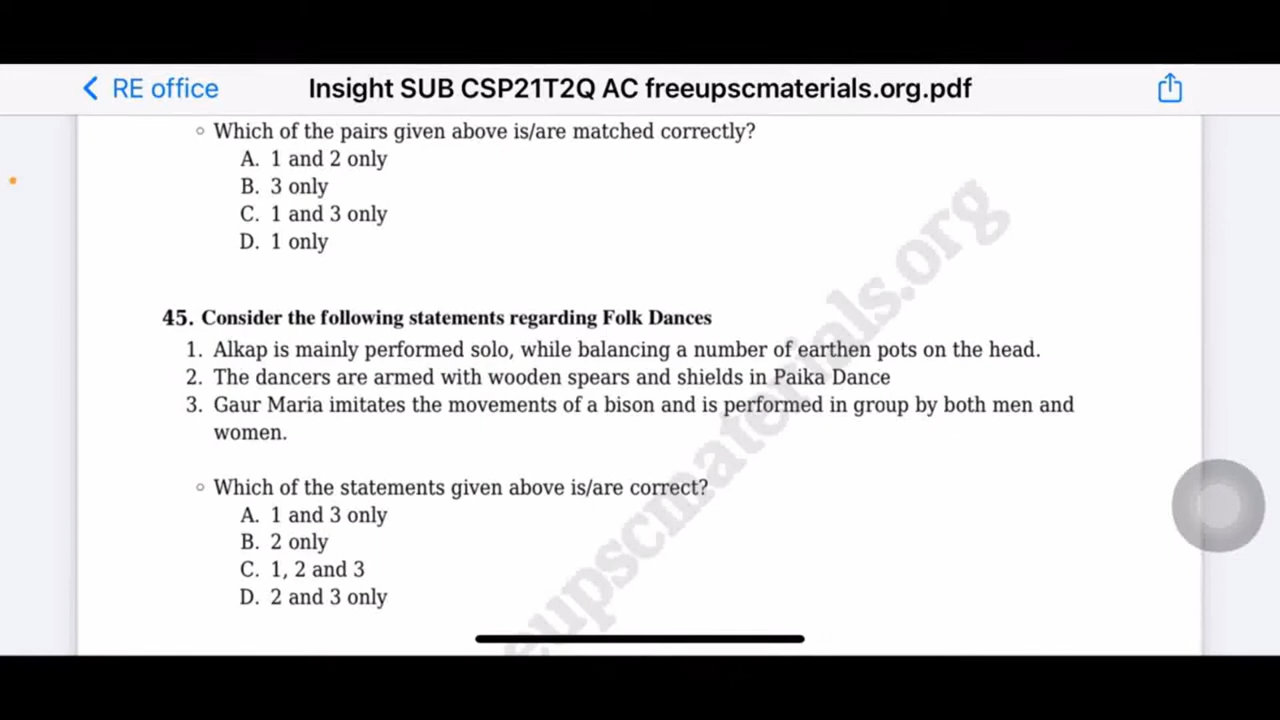 RE office
Insight SUB CSP21T2Q AC freeupscmaterials.org.pdf
Which of the pairs given above is/are matched correctly?
A. 1 and 2 only
B. 3 only
C. 1 and 3 only
D. 1 only
45. Consider the following statements regarding Folk Dances
1. Alkap is mainly performed solo, while balancing a number of earthen pots on the head.
2. The dancers are armed with wooden spears and shields in Paika Dance
3. Gaur Maria imitates the movements of a bison and is performed in group by both men and
women.
Which of the statements given above is/are correct?
A. 1 and 3 only
B. 2 only
C. 1, 2 and 3
D. 2 and 3 only
eupscmaterials.org